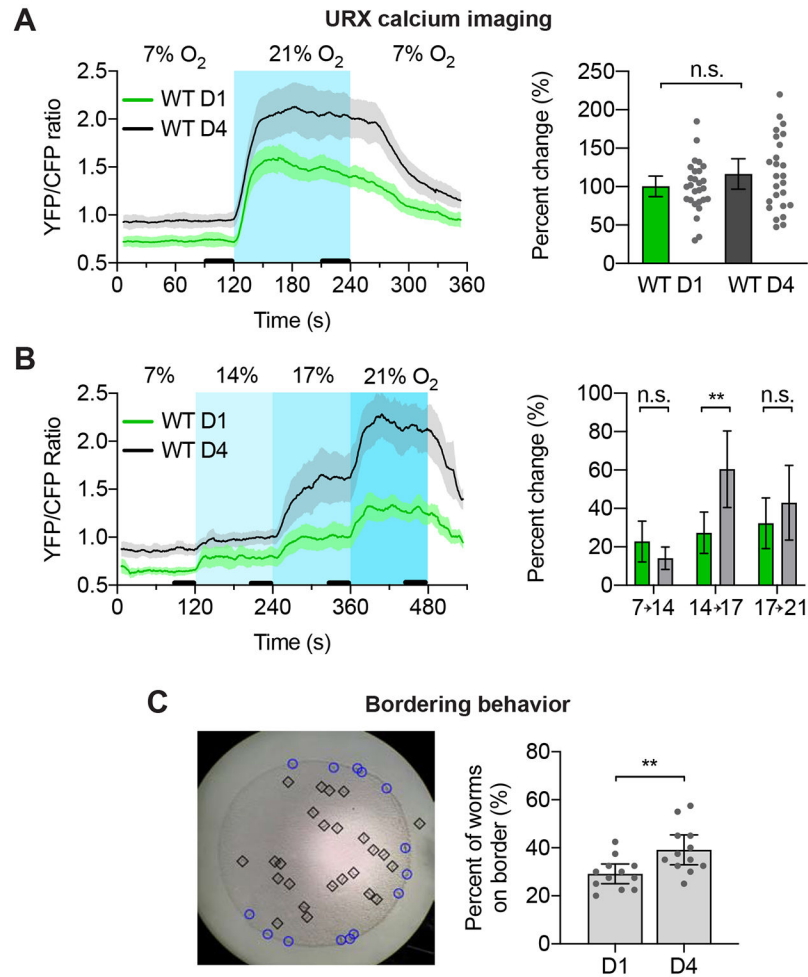 A
URX calcium imaging
7% O2 21% O2 7% O2
YFP/CFP ratio
2.5
2.0
1.5
1.0
0.5
WT D1
WT D4
0 60 120 180 240 300 360
Time (s)
Percent change (%)
250
200
150
100
50
0
n.s.
WT D1 WT D4
B
7% 14% 17% 21% O2
YFP/CFP Ratio
2.5
2.0
1.5
1.0
0.5
WT D1
WT D4
0 120 240 360 480
Time (s)
Percent change (%)
100
80
60
40
20
0
n.s. ** n.s.
7→14 14→17 17→21
C
Bordering behavior
Percent of worms
on border (%)
80
60
40
20
0
**
D1 D4